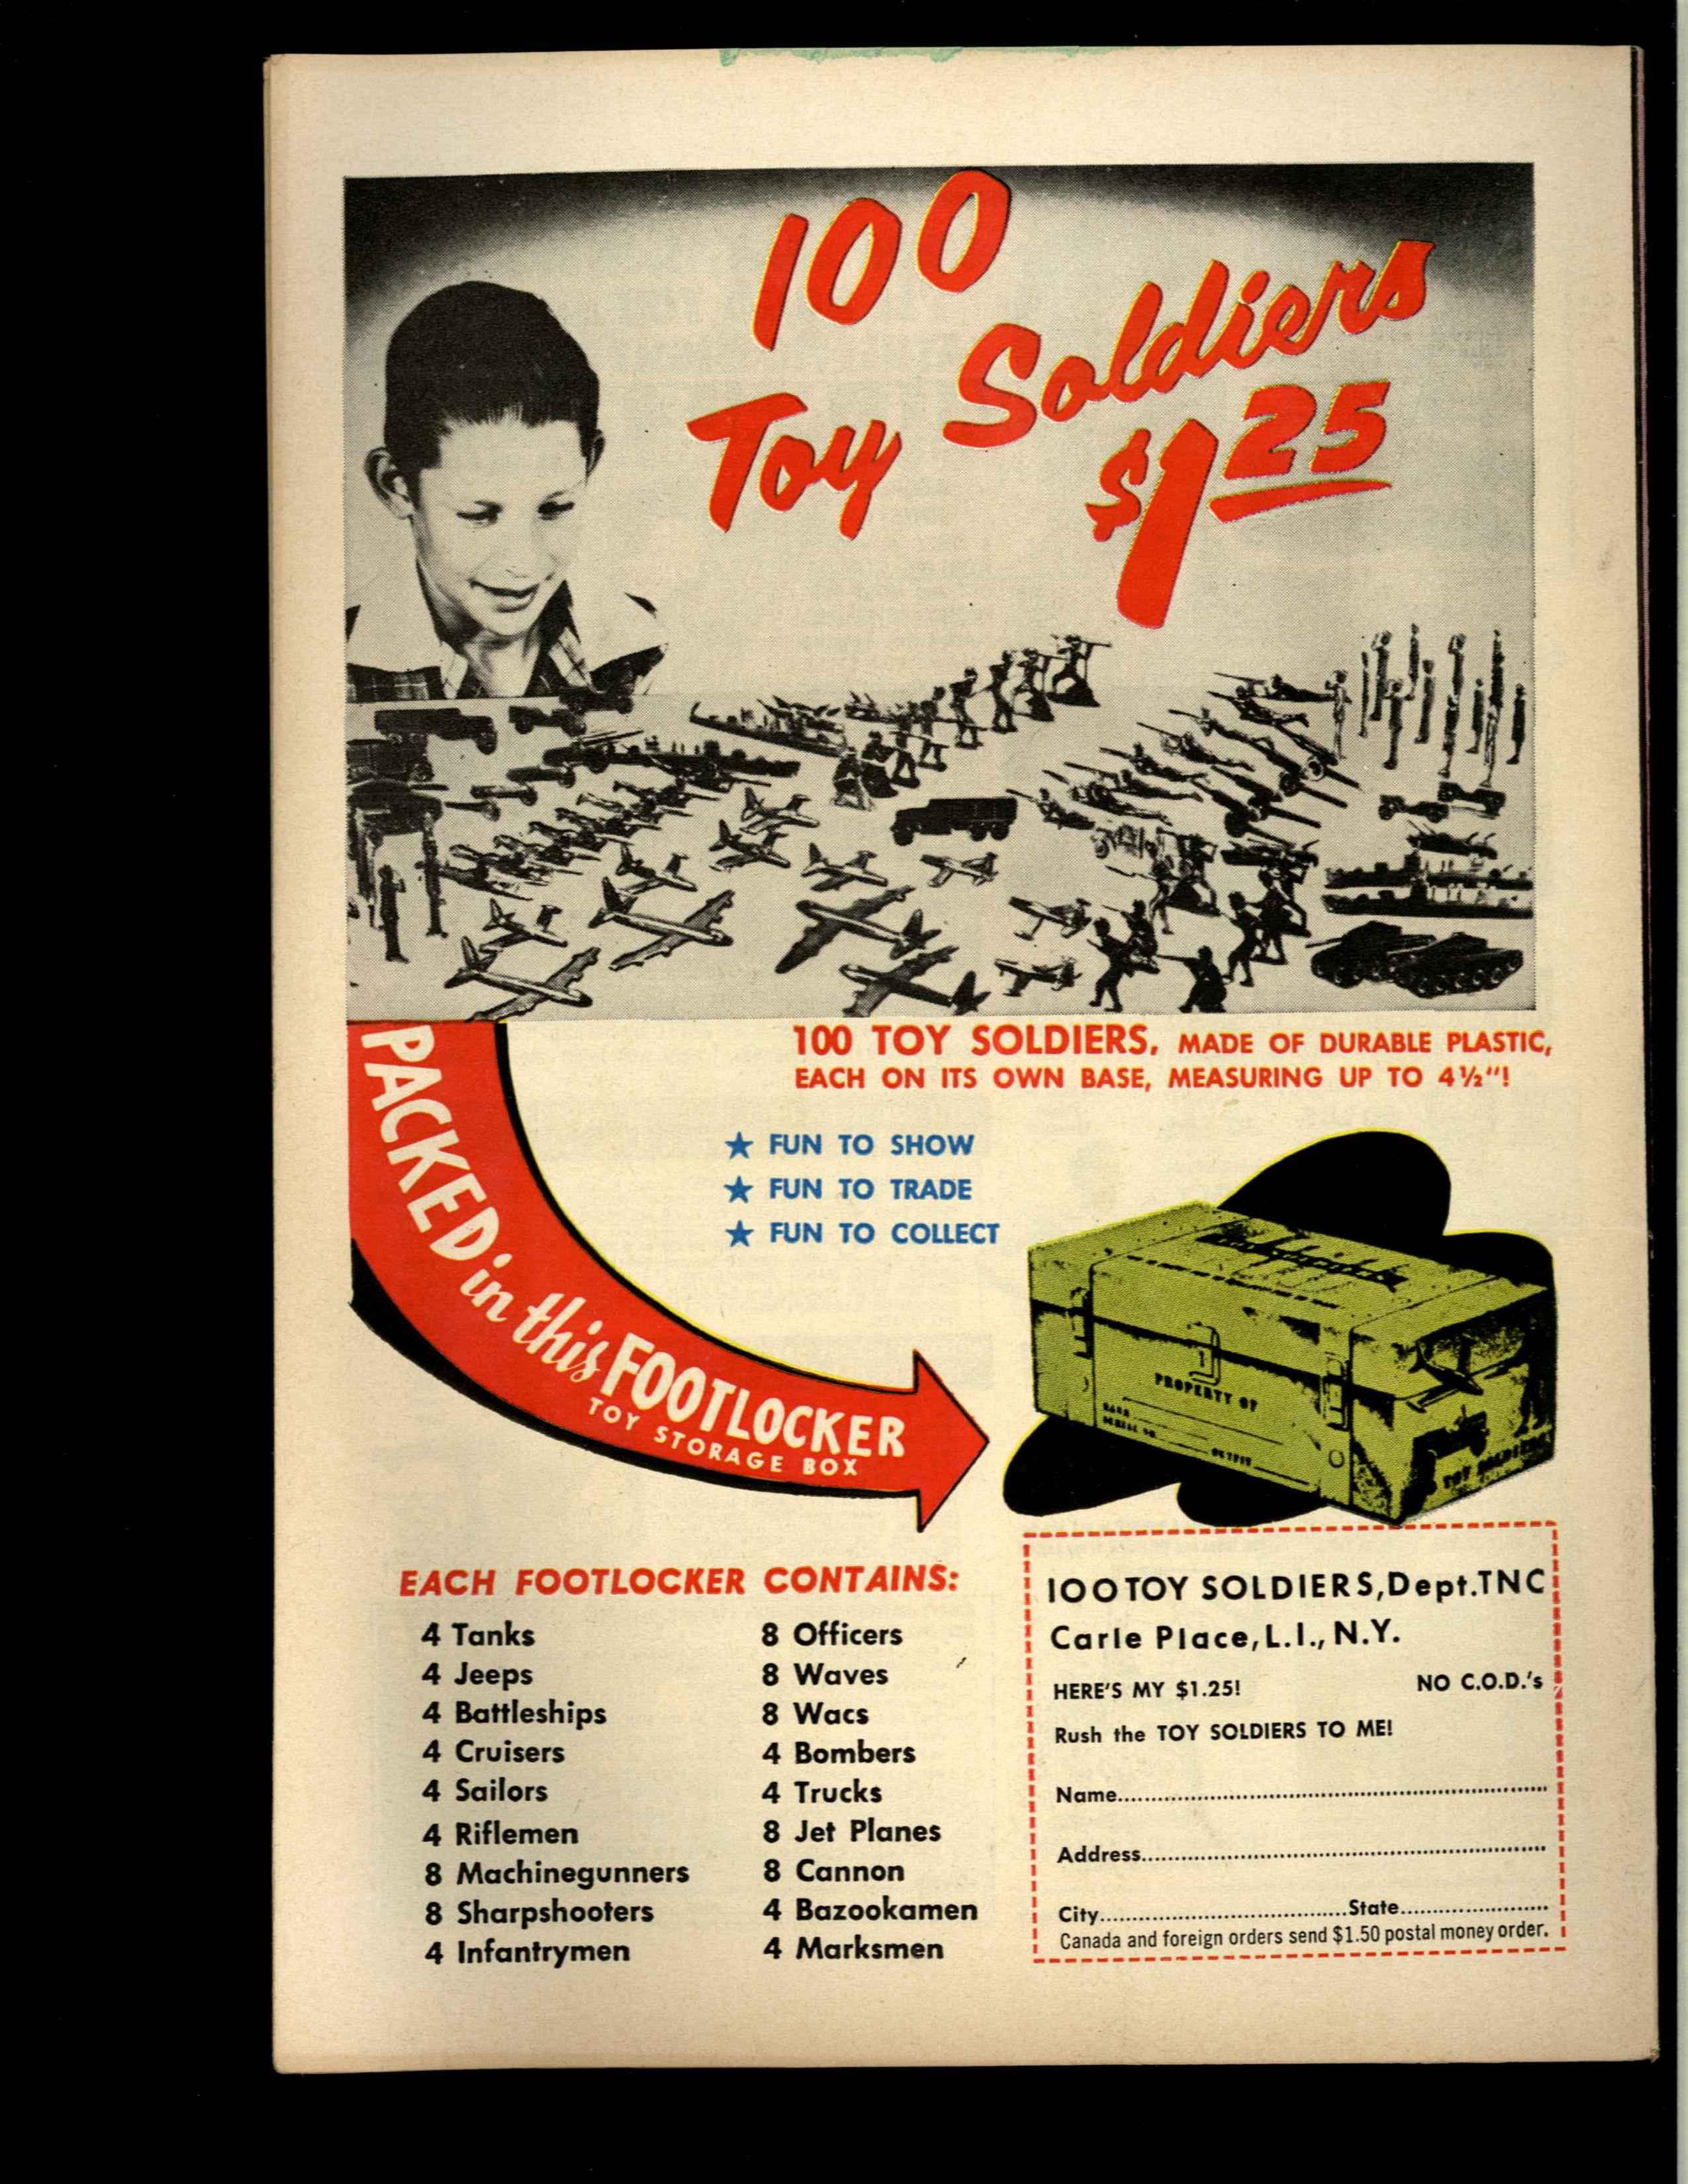 100
Toy Soldiers
$1 25
100 TOY SOLDIERS, MADE OF DURABLE PLASTIC,
EACH ON ITS OWN BASE, MEASURING UP TO 4½"!
PACKED in this FOOTLOCKER
TOY STORAGE BOX
★ FUN TO SHOW
★ FUN TO TRADE
★ FUN TO COLLECT
PROPERTY OF
TOY SOLDIERS
EACH FOOTLOCKER CONTAINS:
4 Tanks
4 Jeeps
4 Battleships
4 Cruisers
4 Sailors
4 Riflemen
8 Machinegunners
8 Sharpshooters
4 Infantrymen
8 Officers
8 Waves
8 Wacs
4 Bombers
4 Trucks
8 Jet Planes
8 Cannon
4 Bazookamen
4 Marksmen
100 TOY SOLDIERS, Dept. TNC
Carle Place, L.I., N.Y.
HERE'S MY $1.25! NO C.O.D.'s
Rush the TOY SOLDIERS TO ME!
Name
Address
City State
Canada and foreign orders send $1.50 postal money order.